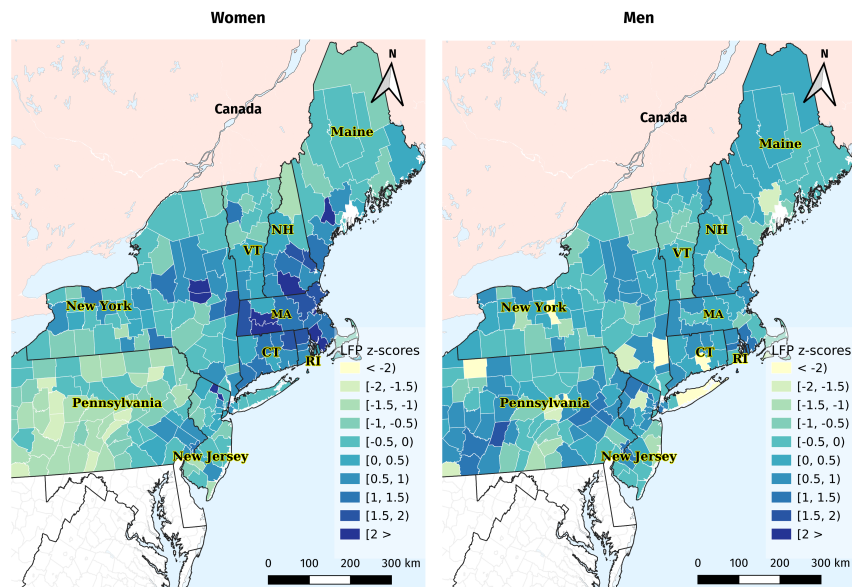 Women
N
Canada
Maine
NH
VT
New York
MA
CT
RI
Pennsylvania
New Jersey
LFP z-scores
< -2)
[-2, -1.5)
[-1.5, -1)
[-1, -0.5)
[-0.5, 0)
[0, 0.5)
[0.5, 1)
[1, 1.5)
[1.5, 2)
[2 >
0 100 200 300 km
Men
N
Canada
Maine
NH
VT
New York
MA
CT
RI
Pennsylvania
New Jersey
LFP z-scores
< -2)
[-2, -1.5)
[-1.5, -1)
[-1, -0.5)
[-0.5, 0)
[0, 0.5)
[0.5, 1)
[1, 1.5)
[1.5, 2)
[2 >
0 100 200 300 km